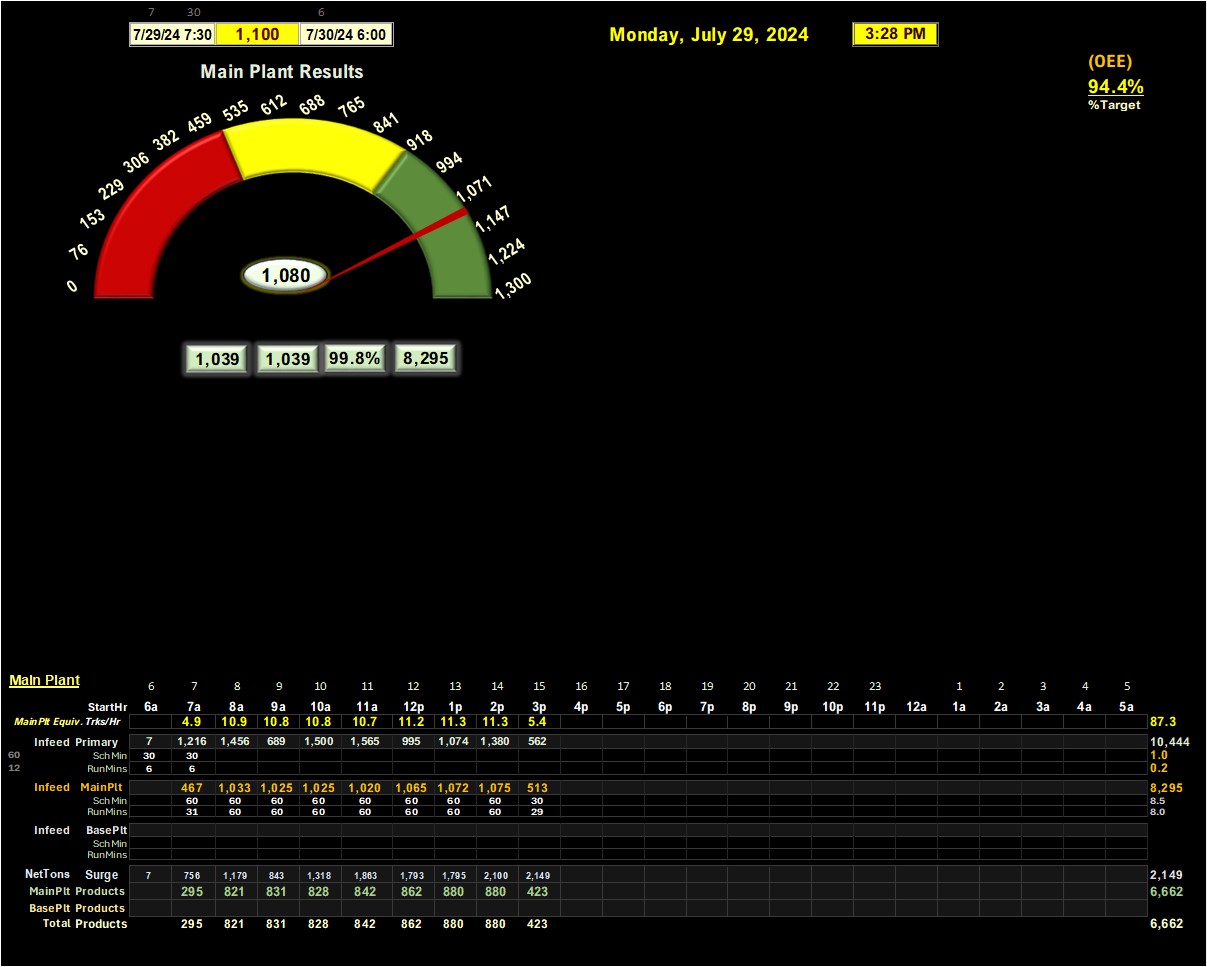 7 30 6
7/29/24 7:30 1,100 7/30/24 6:00 Monday, July 29, 2024 3:28 PM
(OEE)
94.4%
%Target
Main Plant Results
0 76 153 229 306 382 459 535 612 688 765 841 918 994 1,071 1,147 1,224 1,300
1,080
1,039 1,039 99.8% 8,295
Main Plant
6 7 8 9 10 11 12 13 14 15 16 17 18 19 20 21 22 23 1 2 3 4 5
StartHr 6a 7a 8a 9a 10a 11a 12p 1p 2p 3p 4p 5p 6p 7p 8p 9p 10p 11p 12a 1a 2a 3a 4a 5a
MainPlt Equiv. Trks/Hr 4.9 10.9 10.8 10.8 10.7 11.2 11.3 11.3 5.4 87.3
Infeed Primary 7 1,216 1,456 689 1,500 1,565 995 1,074 1,380 562 10,444
60 Sch Min 30 30 1.0
12 RunMins 6 6 0.2
Infeed MainPlt 467 1,033 1,025 1,025 1,020 1,065 1,072 1,075 513 8,295
Sch Min 60 60 60 60 60 60 60 60 30 8.5
RunMins 31 60 60 60 60 60 60 60 29 8.0
Infeed BasePlt
Sch Min
RunMins
NetTons Surge 7 756 1,179 843 1,318 1,863 1,793 1,795 2,100 2,149 2,149
MainPlt Products 295 821 831 828 842 862 880 880 423 6,662
BasePlt Products
Total Products 295 821 831 828 842 862 880 880 423 6,662